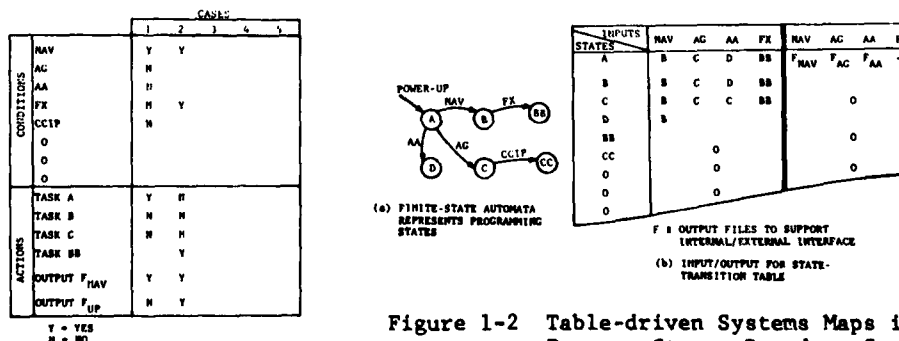 CASES
1 2 3 4 5
CONDITIONS
NAV Y Y
AG N
AA N
FX N Y
CCIP N
O
O
O
ACTIONS
TASK A Y N
TASK B N N
TASK C N N
TASK BB Y
OUTPUT F NAV Y Y
OUTPUT F UP N Y
Y = YES
N = NO
POWER-UP
NAV FX
A B BB
AA AG CCIP
D C CC
(a) FINITE-STATE AUTOMATA
REPRESENTS PROGRAMMING
STATES
INPUTS NAV AG AA FX NAV AG AA
STATES
A B C D BB F NAV F AG F AA
B B C D BB
C B C C BB O
D B
BB O
CC O
O O
O O
O
F = OUTPUT FILES TO SUPPORT
INTERNAL/EXTERNAL INTERFACE
(b) INPUT/OUTPUT FOR STATE-
TRANSITION TABLE
Figure 1-2 Table-driven Systems Maps